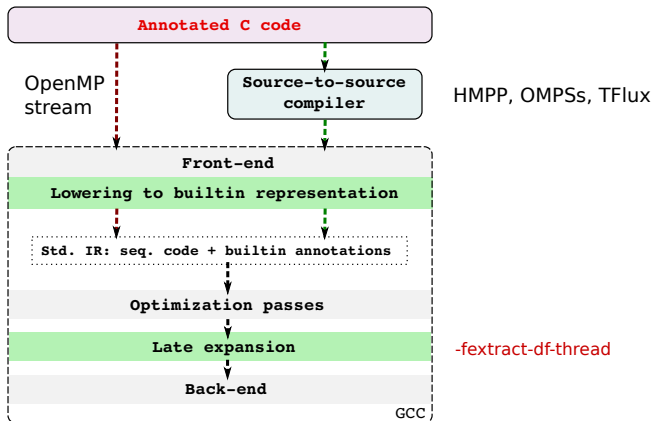 Annotated C code
OpenMP
stream
Source-to-source
compiler
HMPP, OMPSs, TFlux
Front-end
Lowering to builtin representation
Std. IR: seq. code + builtin annotations
Optimization passes
Late expansion
-fextract-df-thread
Back-end
GCC